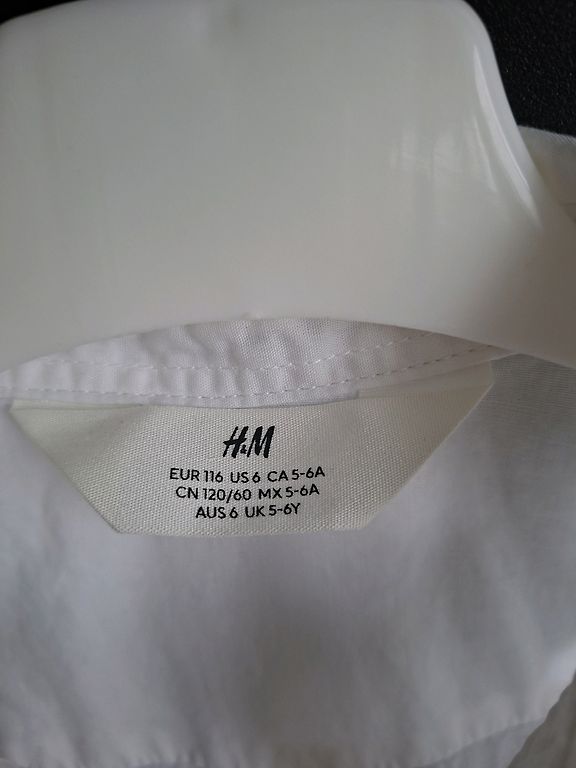 H&M
EUR 116 US 6 CA 5-6A
CN 120/60 MX 5-6A
AUS 6 UK 5-6Y